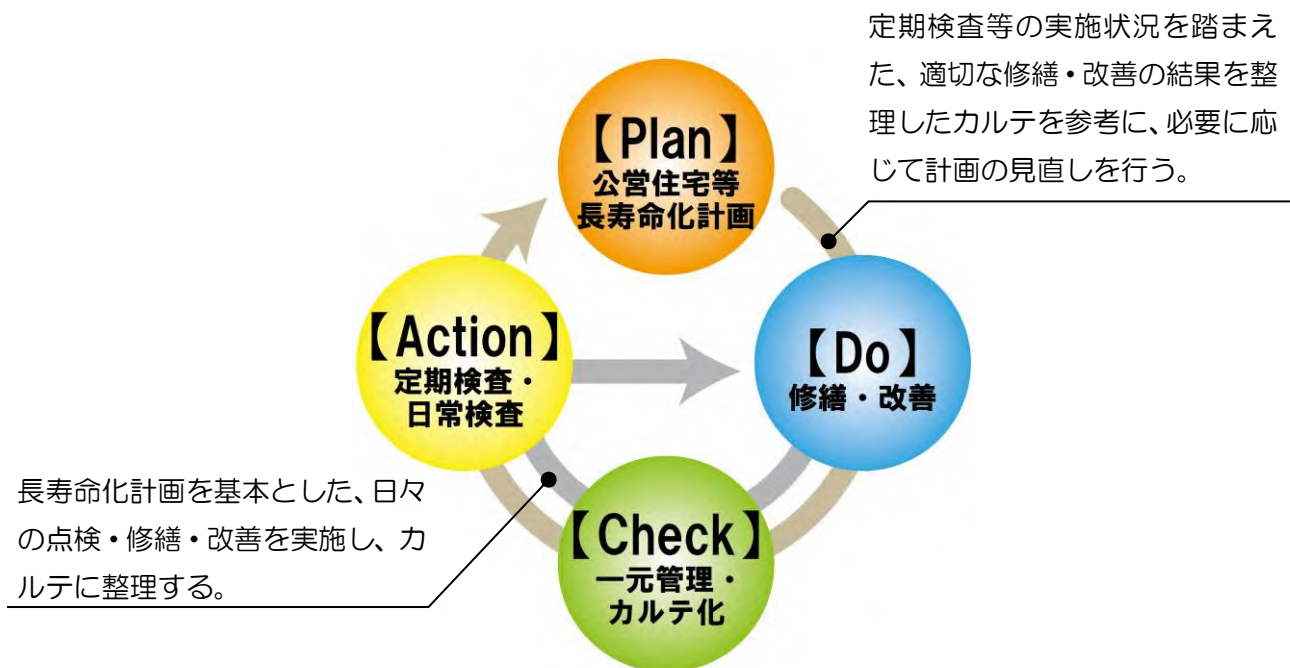 定期検査等の実施状況を踏まえ
た、適切な修繕・改善の結果を整
理したカルテを参考に、必要に応
じて計画の見直しを行う。
【Plan】
公営住宅等
長寿命化計画
【Action】
定期検査・
日常検査
【Do】
修繕・改善
長寿命化計画を基本とした、日々
の点検・修繕・改善を実施し、カ
ルテに整理する。
【Check】
一元管理・
カルテ化